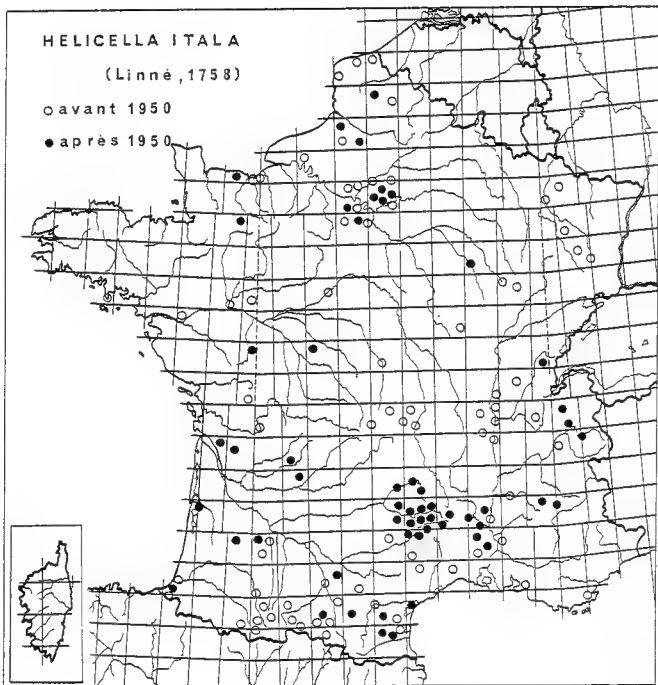 HELICELLA ITALA
(Linné, 1758)
○ avant 1950
● après 1950